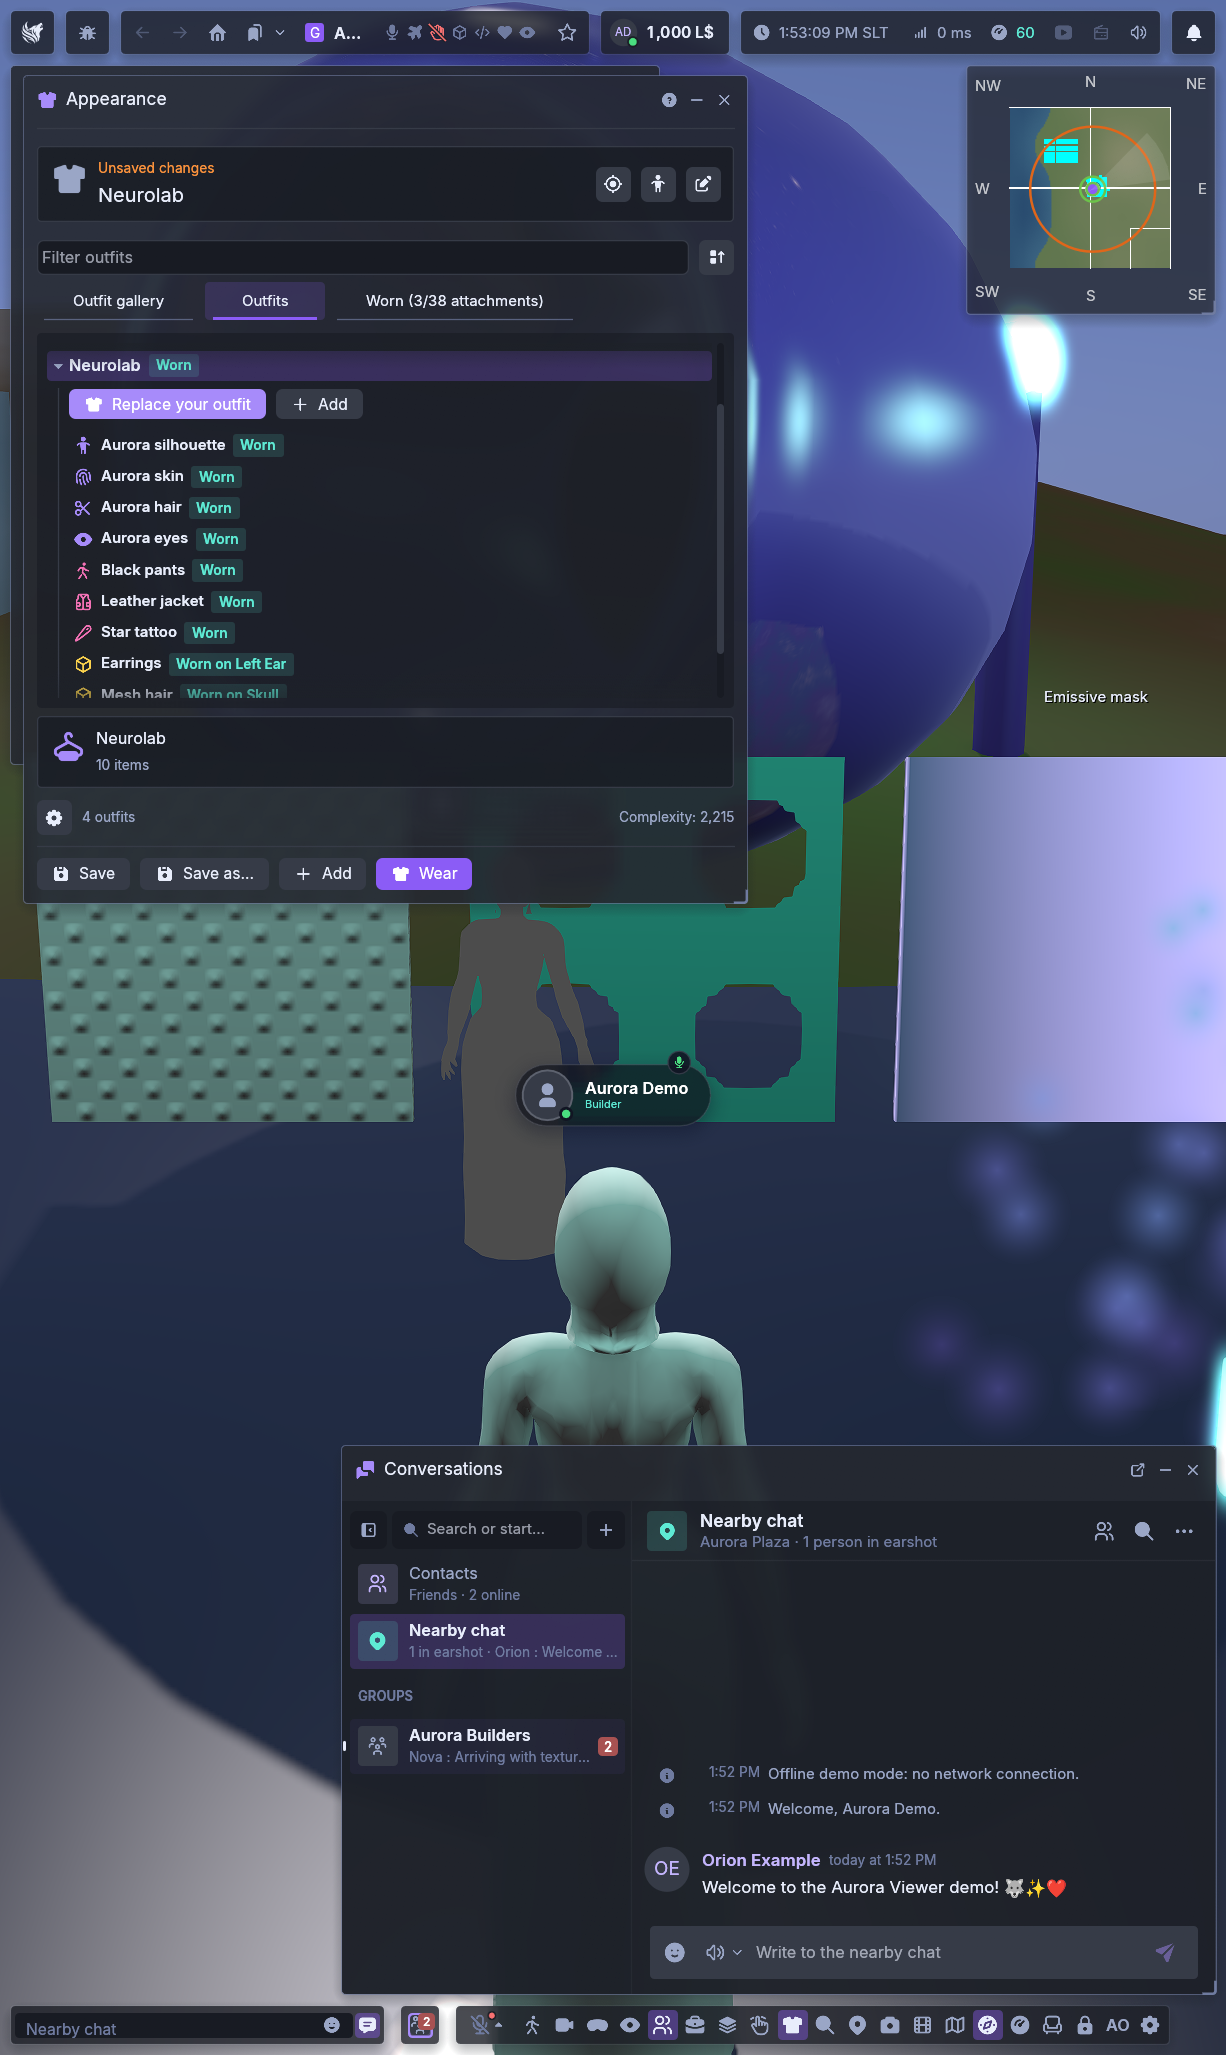 G A...
AD 1,000 L$
1:53:09 PM SLT 0 ms 60
Appearance
Unsaved changes
Neurolab
Filter outfits
Outfit gallery Outfits Worn (3/38 attachments)
Neurolab Worn
Replace your outfit Add
Aurora silhouette Worn
Aurora skin Worn
Aurora hair Worn
Aurora eyes Worn
Black pants Worn
Leather jacket Worn
Star tattoo Worn
Earrings Worn on Left Ear
Mesh hair Worn on Skull
Neurolab
10 items
4 outfits Complexity: 2,215
Save Save as... Add Wear
NW N NE
W E
SW S SE
Emissive mask
Aurora Demo
Builder
Conversations
Search or start...
Contacts
Friends · 2 online
Nearby chat
1 in earshot · Orion : Welcome ...
GROUPS
Aurora Builders
Nova : Arriving with textur... 2
Nearby chat
Aurora Plaza · 1 person in earshot
1:52 PM Offline demo mode: no network connection.
1:52 PM Welcome, Aurora Demo.
OE Orion Example today at 1:52 PM
Welcome to the Aurora Viewer demo! 🐺✨❤️
Write to the nearby chat
Nearby chat 2 AO